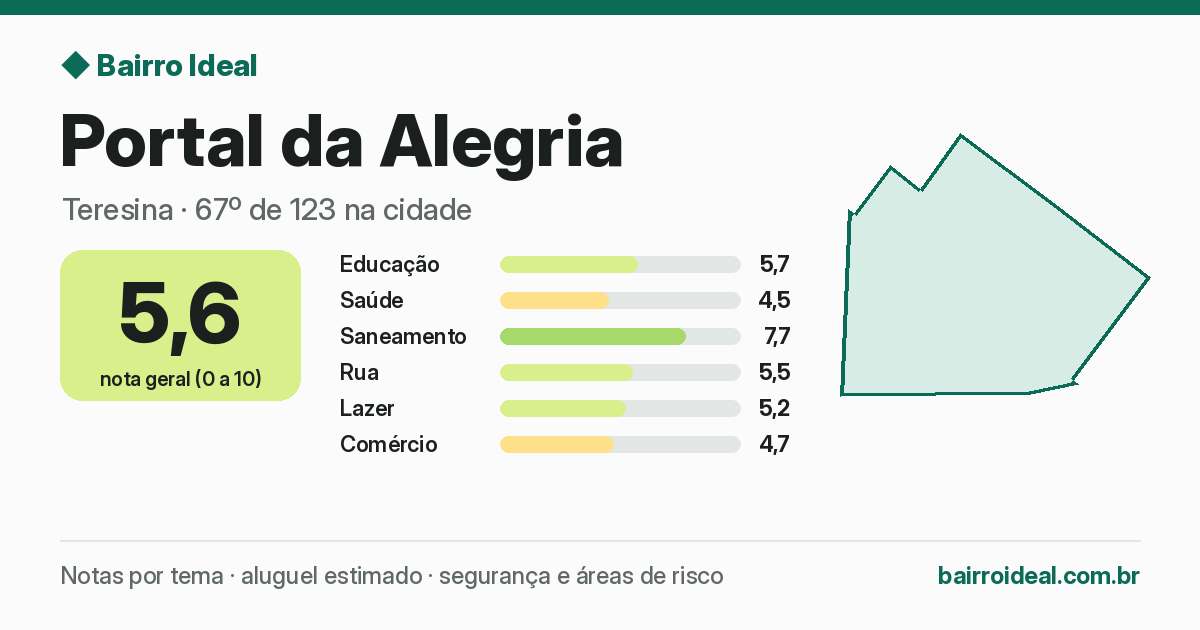 Bairro Ideal
Portal da Alegria
Teresina · 67º de 123 na cidade
5,6
nota geral (0 a 10)
Educação 5,7
Saúde 4,5
Saneamento 7,7
Rua 5,5
Lazer 5,2
Comércio 4,7
Notas por tema · aluguel estimado · segurança e áreas de risco
bairroideal.com.br